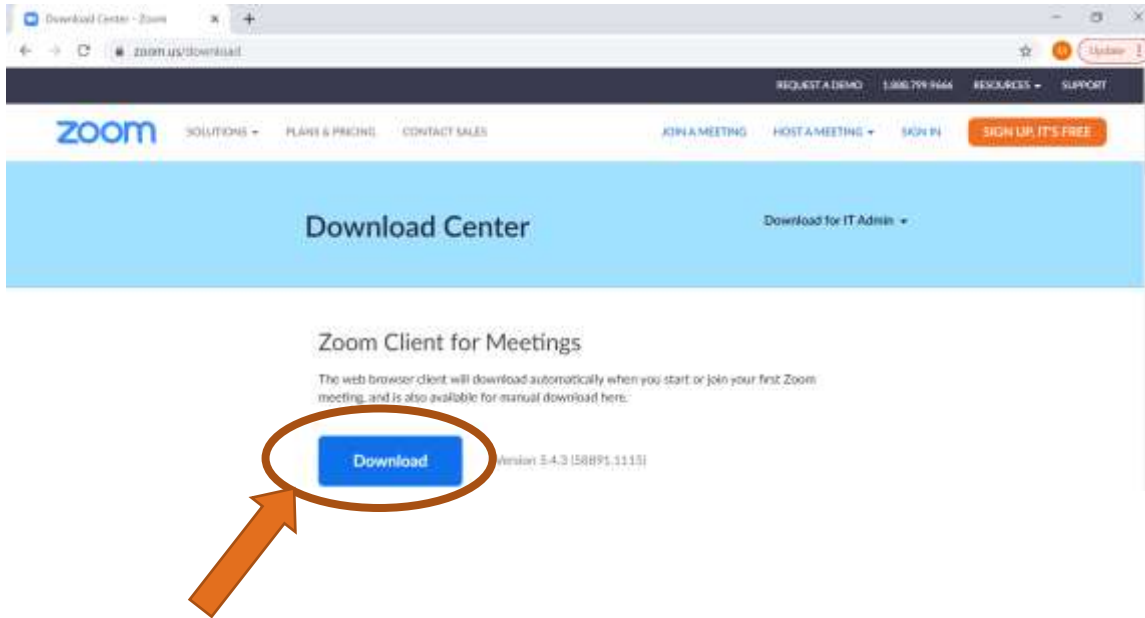 Download Center - Zoom
zoom.us/download
Update
REQUEST A DEMO 1.888.799.9666 RESOURCES SUPPORT
zoom SOLUTIONS PLANS & PRICING CONTACT SALES JOIN A MEETING HOST A MEETING SIGN IN SIGN UP, IT'S FREE
Download Center Download for IT Admin
Zoom Client for Meetings
The web browser client will download automatically when you start or join your first Zoom
meeting, and is also available for manual download here.
Download Version 5.4.3 (58891.1115)